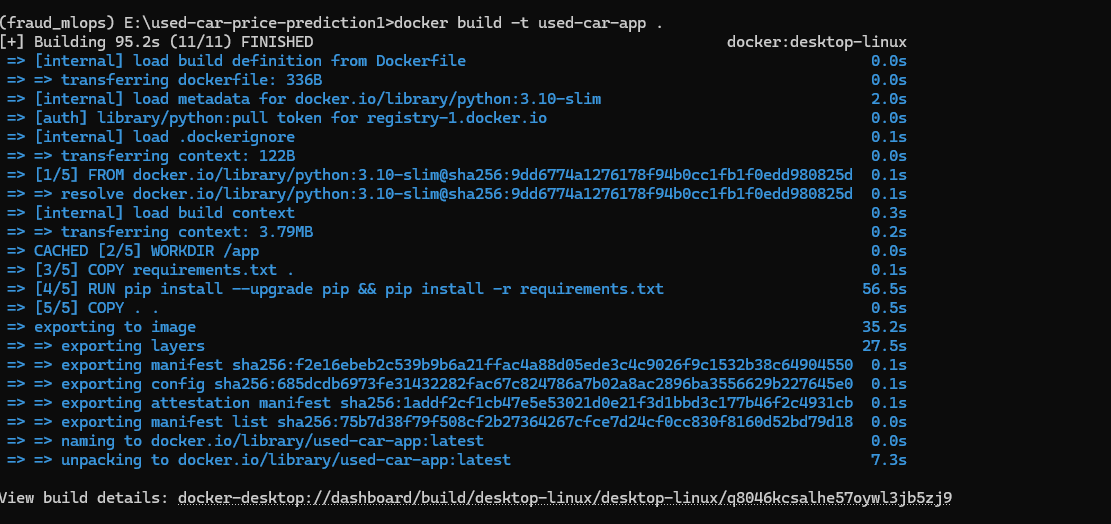 (fraud_mlops) E:\used-car-price-prediction1>docker build -t used-car-app .
[+] Building 95.2s (11/11) FINISHED docker:desktop-linux
=> [internal] load build definition from Dockerfile 0.0s
=> => transferring dockerfile: 336B 0.0s
=> [internal] load metadata for docker.io/library/python:3.10-slim 2.0s
=> [auth] library/python:pull token for registry-1.docker.io 0.0s
=> [internal] load .dockerignore 0.1s
=> => transferring context: 122B 0.0s
=> [1/5] FROM docker.io/library/python:3.10-slim@sha256:9dd6774a1276178f94b0cc1fb1f0edd980825d 0.1s
=> => resolve docker.io/library/python:3.10-slim@sha256:9dd6774a1276178f94b0cc1fb1f0edd980825d 0.1s
=> [internal] load build context 0.3s
=> => transferring context: 3.79MB 0.2s
=> CACHED [2/5] WORKDIR /app 0.0s
=> [3/5] COPY requirements.txt . 0.1s
=> [4/5] RUN pip install --upgrade pip && pip install -r requirements.txt 56.5s
=> [5/5] COPY . . 0.5s
=> exporting to image 35.2s
=> => exporting layers 27.5s
=> => exporting manifest sha256:f2e16ebeb2c539b9b6a21ffac4a88d05ede3c4c9026f9c1532b38c64904550 0.1s
=> => exporting config sha256:685dcdb6973fe31432282fac67c824786a7b02a8ac2896ba3556629b227645e0 0.1s
=> => exporting attestation manifest sha256:1addf2cf1cb47e5e53021d0e21f3d1bbd3c177b46f2c4931cb 0.1s
=> => exporting manifest list sha256:75b7d38f79f508cf2b27364267cfce7d24cf0cc830f8160d52bd79d18 0.0s
=> => naming to docker.io/library/used-car-app:latest 0.0s
=> => unpacking to docker.io/library/used-car-app:latest 7.3s
View build details: docker-desktop://dashboard/build/desktop-linux/desktop-linux/q8046kcsalhe57oywl3jb5zj9